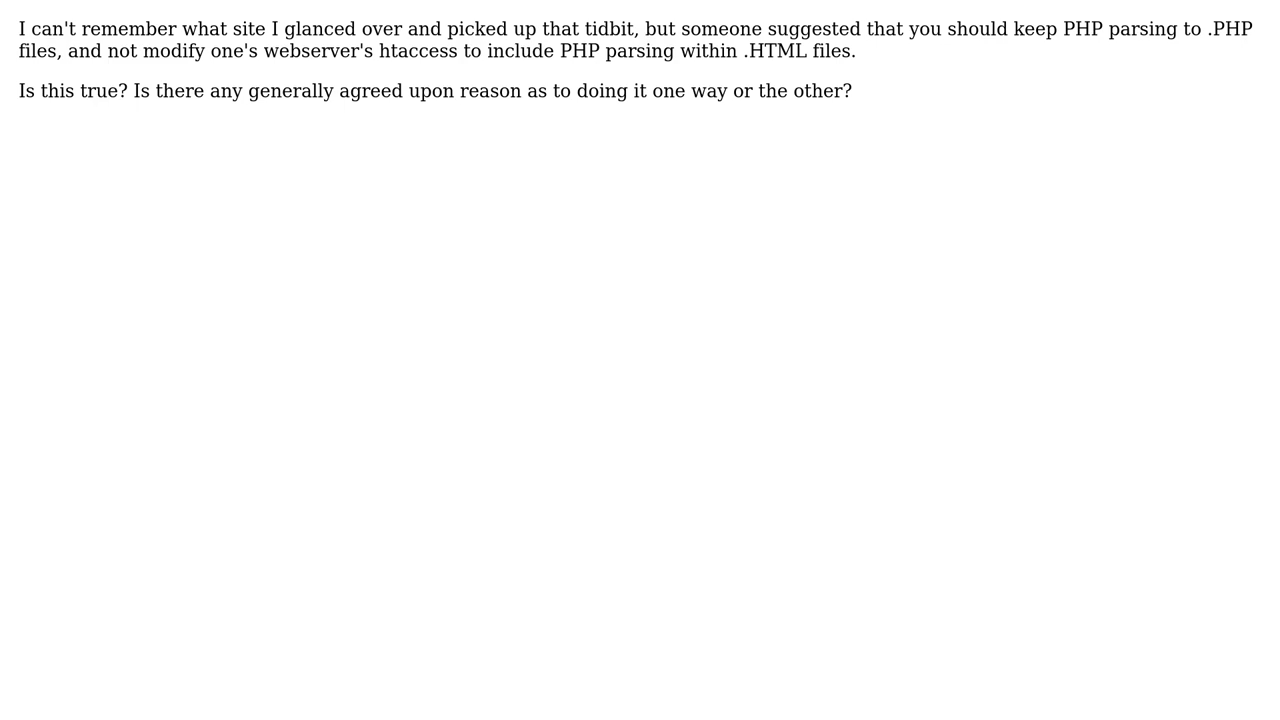 I can't remember what site I glanced over and picked up that tidbit, but someone suggested that you should keep PHP parsing to .PHP
files, and not modify one's webserver's htaccess to include PHP parsing within .HTML files.
Is this true? Is there any generally agreed upon reason as to doing it one way or the other?